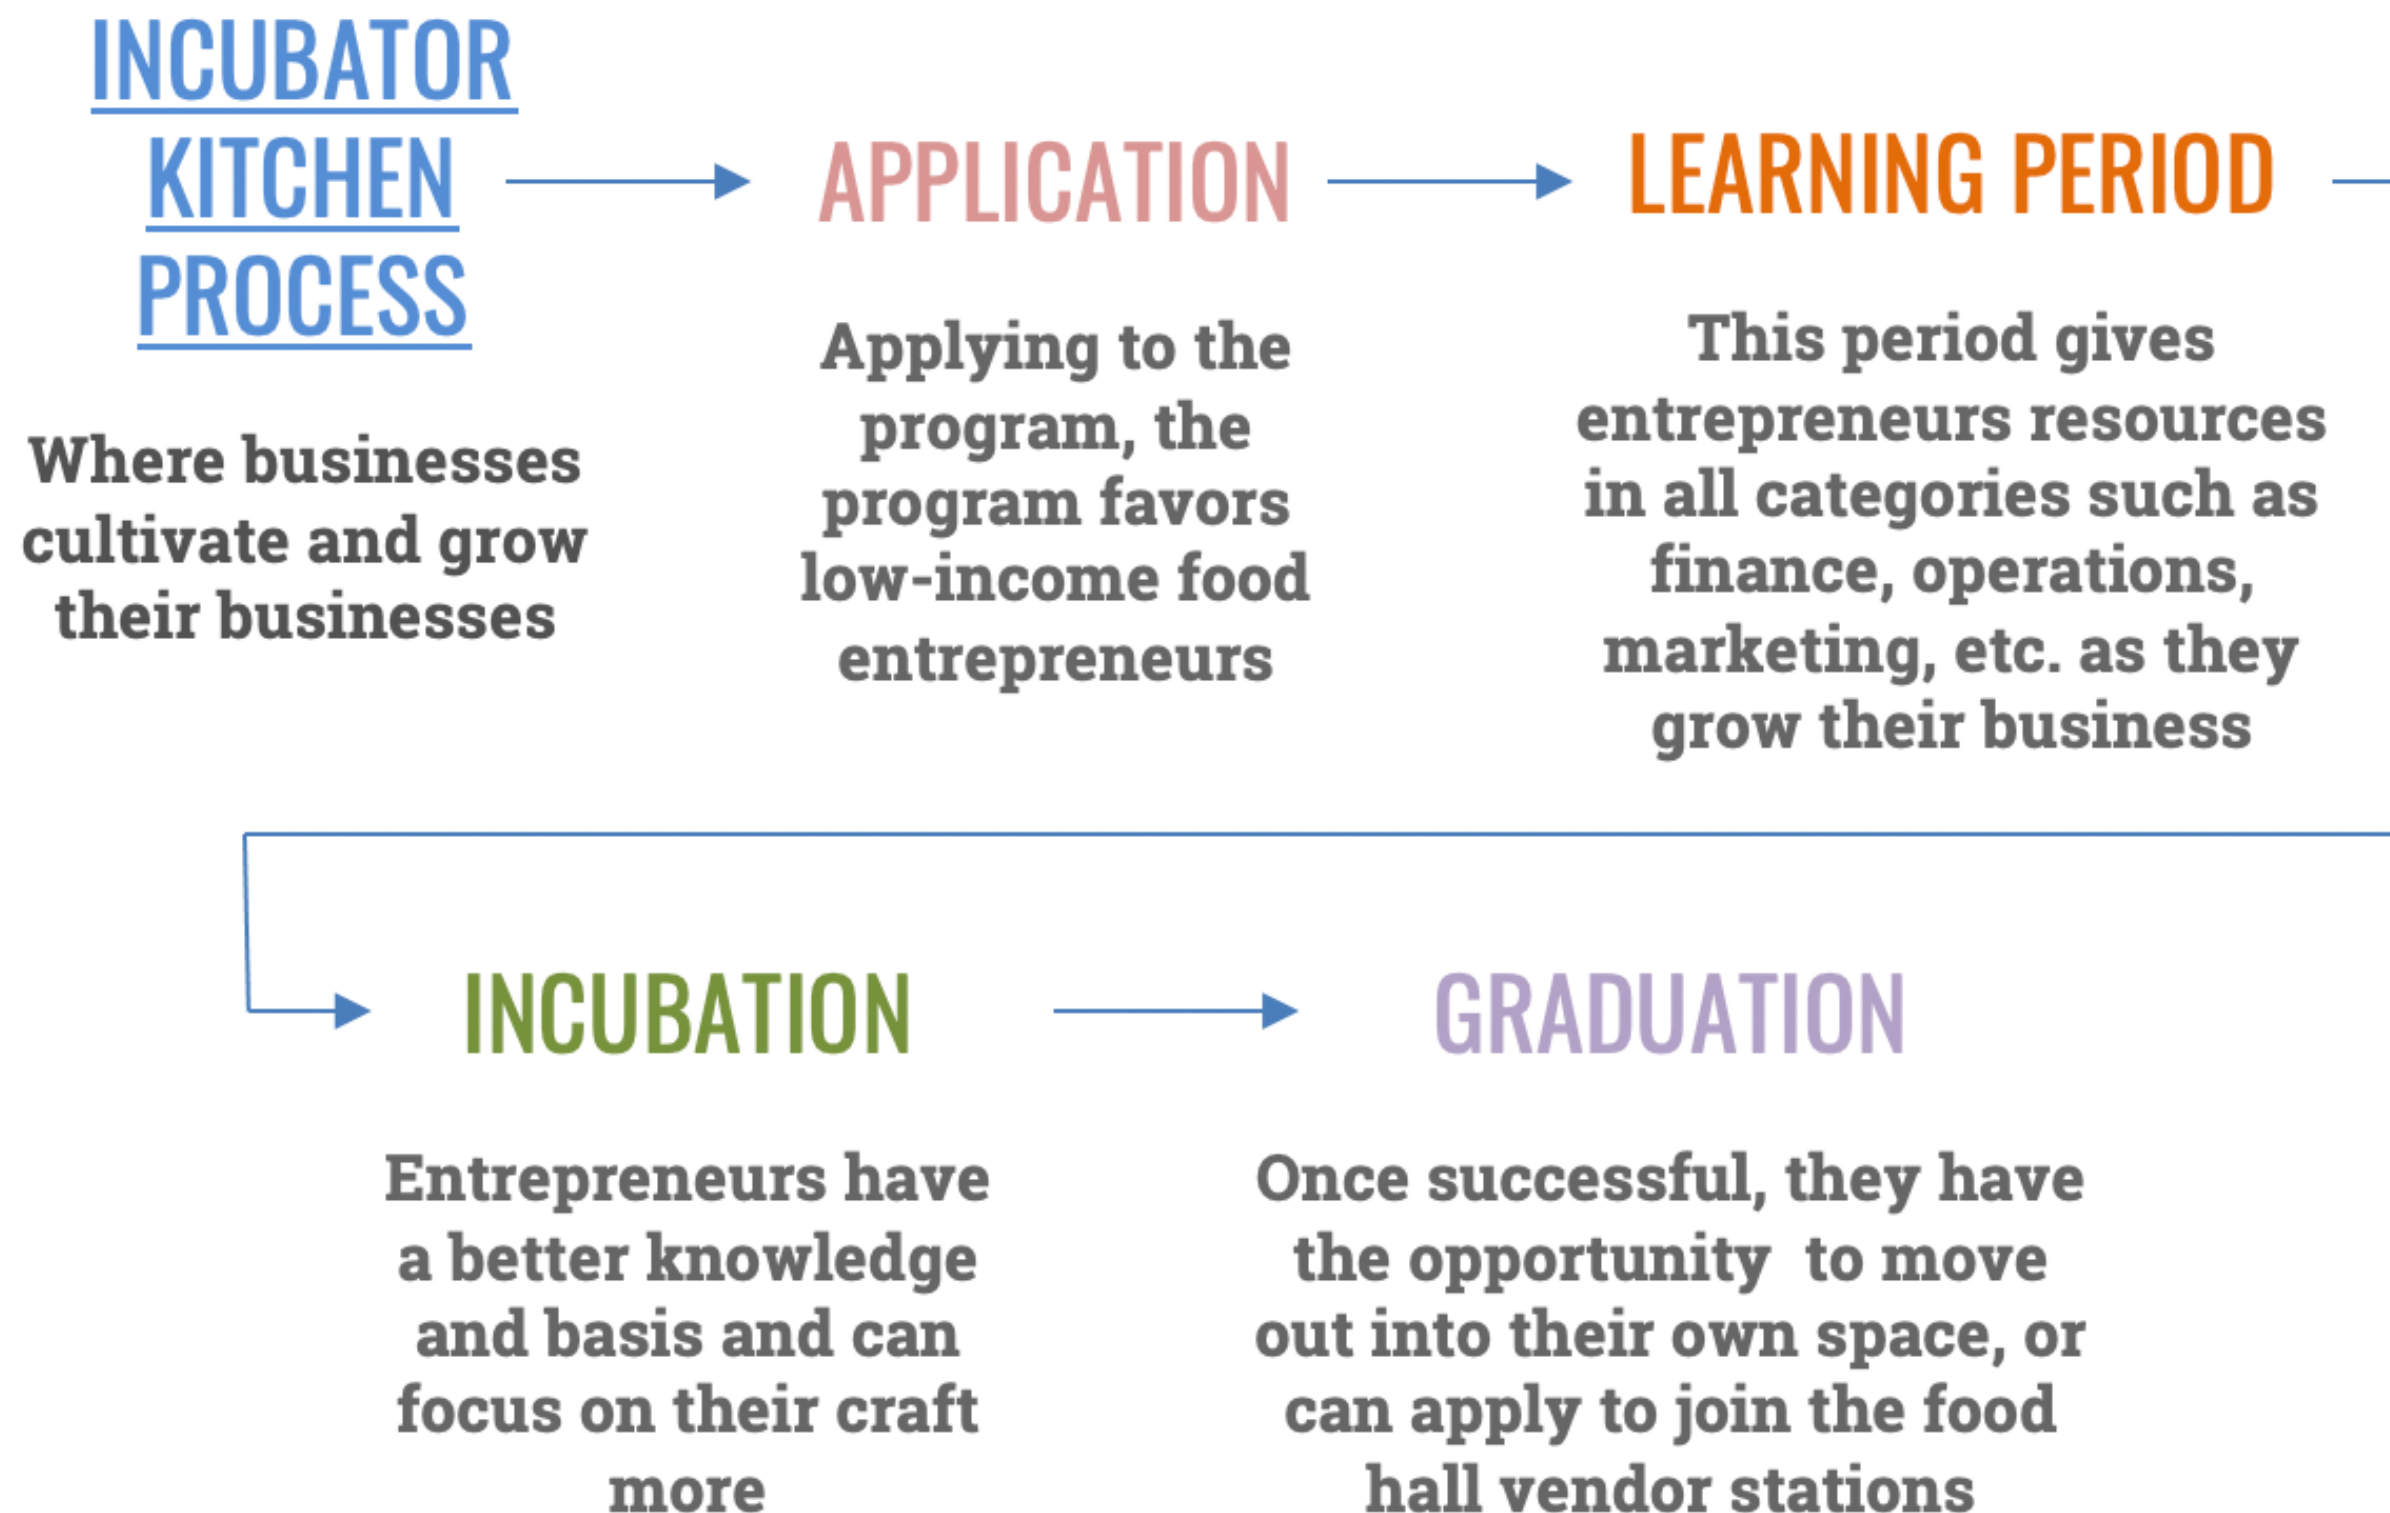 INCUBATOR
KITCHEN
PROCESS
Where businesses
cultivate and grow
their businesses
APPLICATION
Applying to the
program, the
program favors
low-income food
entrepreneurs
LEARNING PERIOD
This period gives
entrepreneurs resources
in all categories such as
finance, operations,
marketing, etc. as they
grow their business
INCUBATION
Entrepreneurs have
a better knowledge
and basis and can
focus on their craft
more
GRADUATION
Once successful, they have
the opportunity  to move
out into their own space, or
can apply to join the food
hall vendor stations